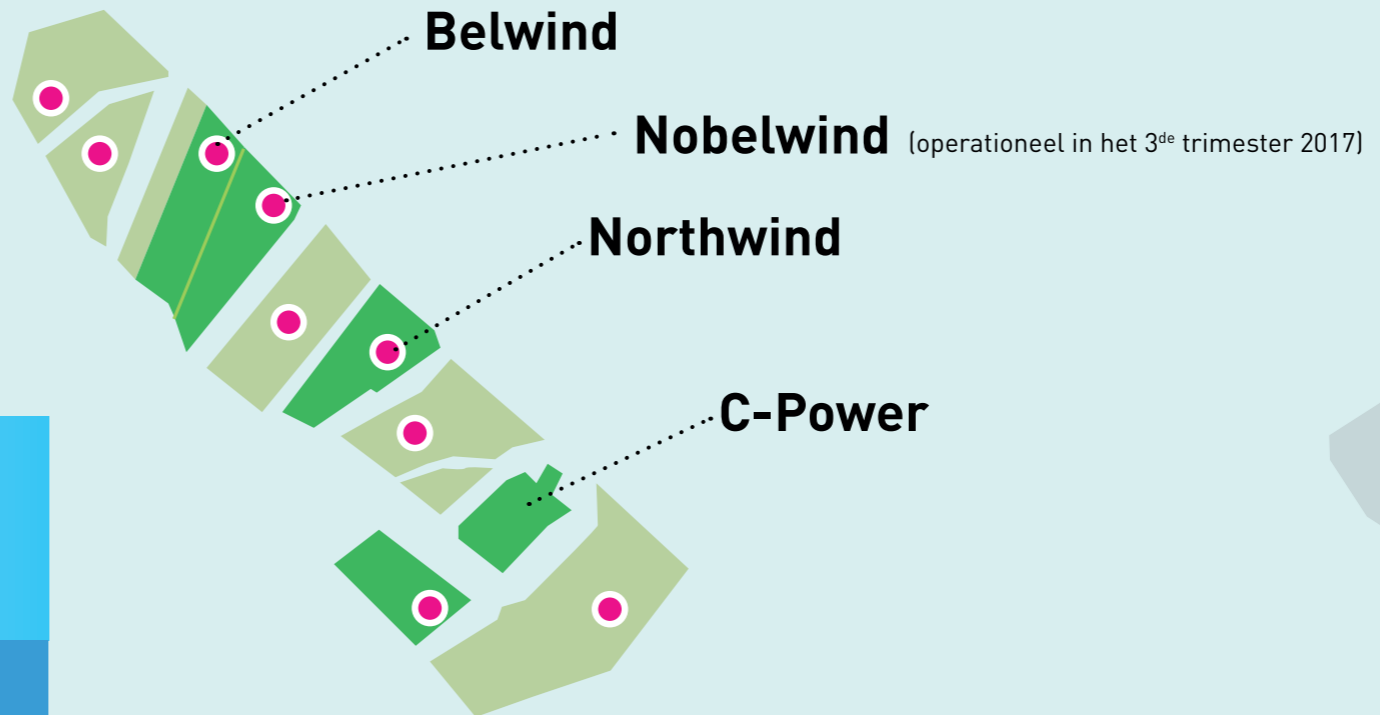 Belwind
Nobelwind (operationeel in het 3de trimester 2017)
Northwind
C-Power